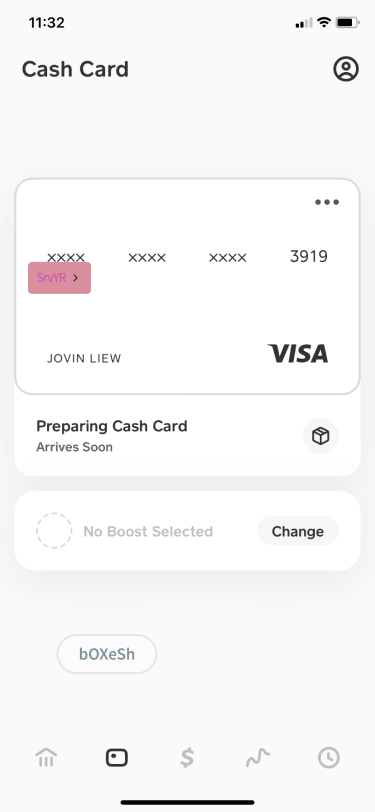 11:32
Cash Card
xxxx xxxx xxxx 3919
SrvYR
JOVIN LIEW VISA
Preparing Cash Card
Arrives Soon
No Boost Selected Change
bOXeSh